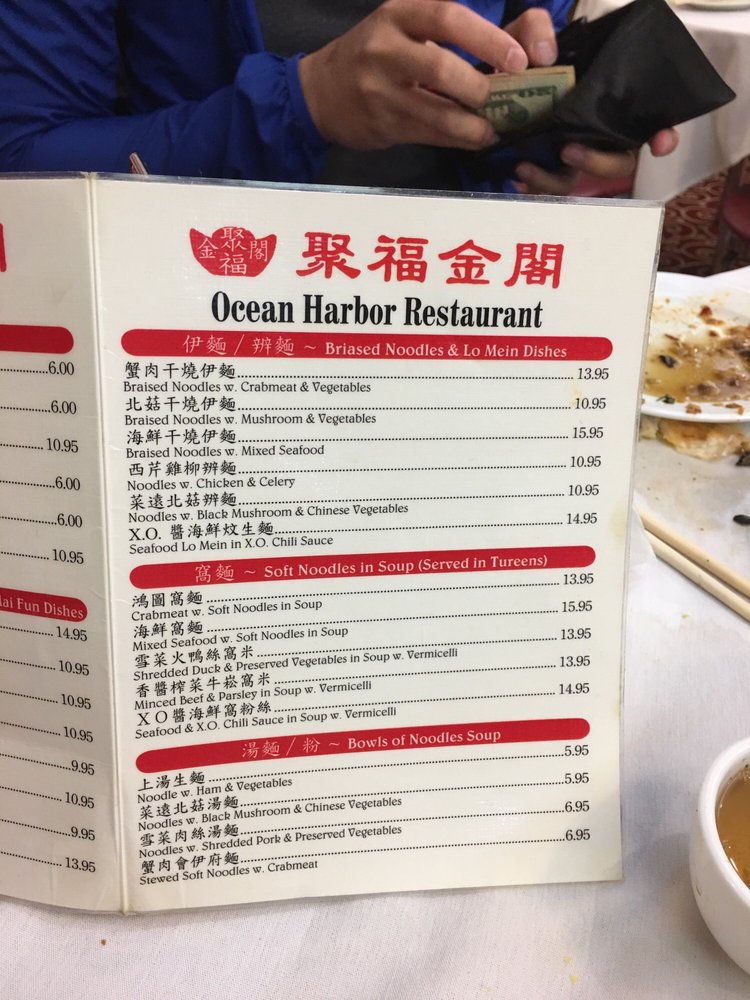 金聚福閣
聚福金閣
Ocean Harbor Restaurant
伊麵 / 辦麵 ~ Briased Noodles & Lo Mein Dishes
蟹肉干燒伊麵 13.95
Braised Noodles w. Crabmeat & Vegetables
北菇干燒伊麵 10.95
Braised Noodles w. Mushroom & Vegetables
海鮮干燒伊麵 15.95
Braised Noodles w. Mixed Seafood
西芹雞柳辦麵 10.95
Noodles w. Chicken & Celery
菜遠北菇辦麵 10.95
Noodles w. Black Mushroom & Chinese Vegetables
X.O. 醬海鮮炆生麵 14.95
Seafood Lo Mein in X.O. Chili Sauce
窩麵 ~ Soft Noodles in Soup (Served in Tureens)
鴻圖窩麵 13.95
Crabmeat w. Soft Noodles in Soup
海鮮窩麵 15.95
Mixed Seafood w. Soft Noodles in Soup
雪菜火鴨絲窩米 13.95
Shredded Duck & Preserved Vegetables in Soup w. Vermicelli
香醬榨菜牛崧窩米 13.95
Minced Beef & Parsley in Soup w. Vermicelli
XO醬海鮮窩粉絲 14.95
Seafood & X.O. Chili Sauce in Soup w. Vermicelli
湯麵 / 粉 ~ Bowls of Noodles Soup
上湯生麵 5.95
Noodle w. Ham & Vegetables
菜遠北菇湯麵 5.95
Noodles w. Black Mushroom & Chinese Vegetables
雪菜肉絲湯麵 6.95
Noodles w. Shredded Pork & Preserved Vegetables
蟹肉會伊府麵 6.95
Stewed Soft Noodles w. Crabmeat
6.00
6.00
10.95
6.00
6.00
10.95
Fun Dishes
14.95
10.95
10.95
10.95
9.95
10.95
9.95
13.95